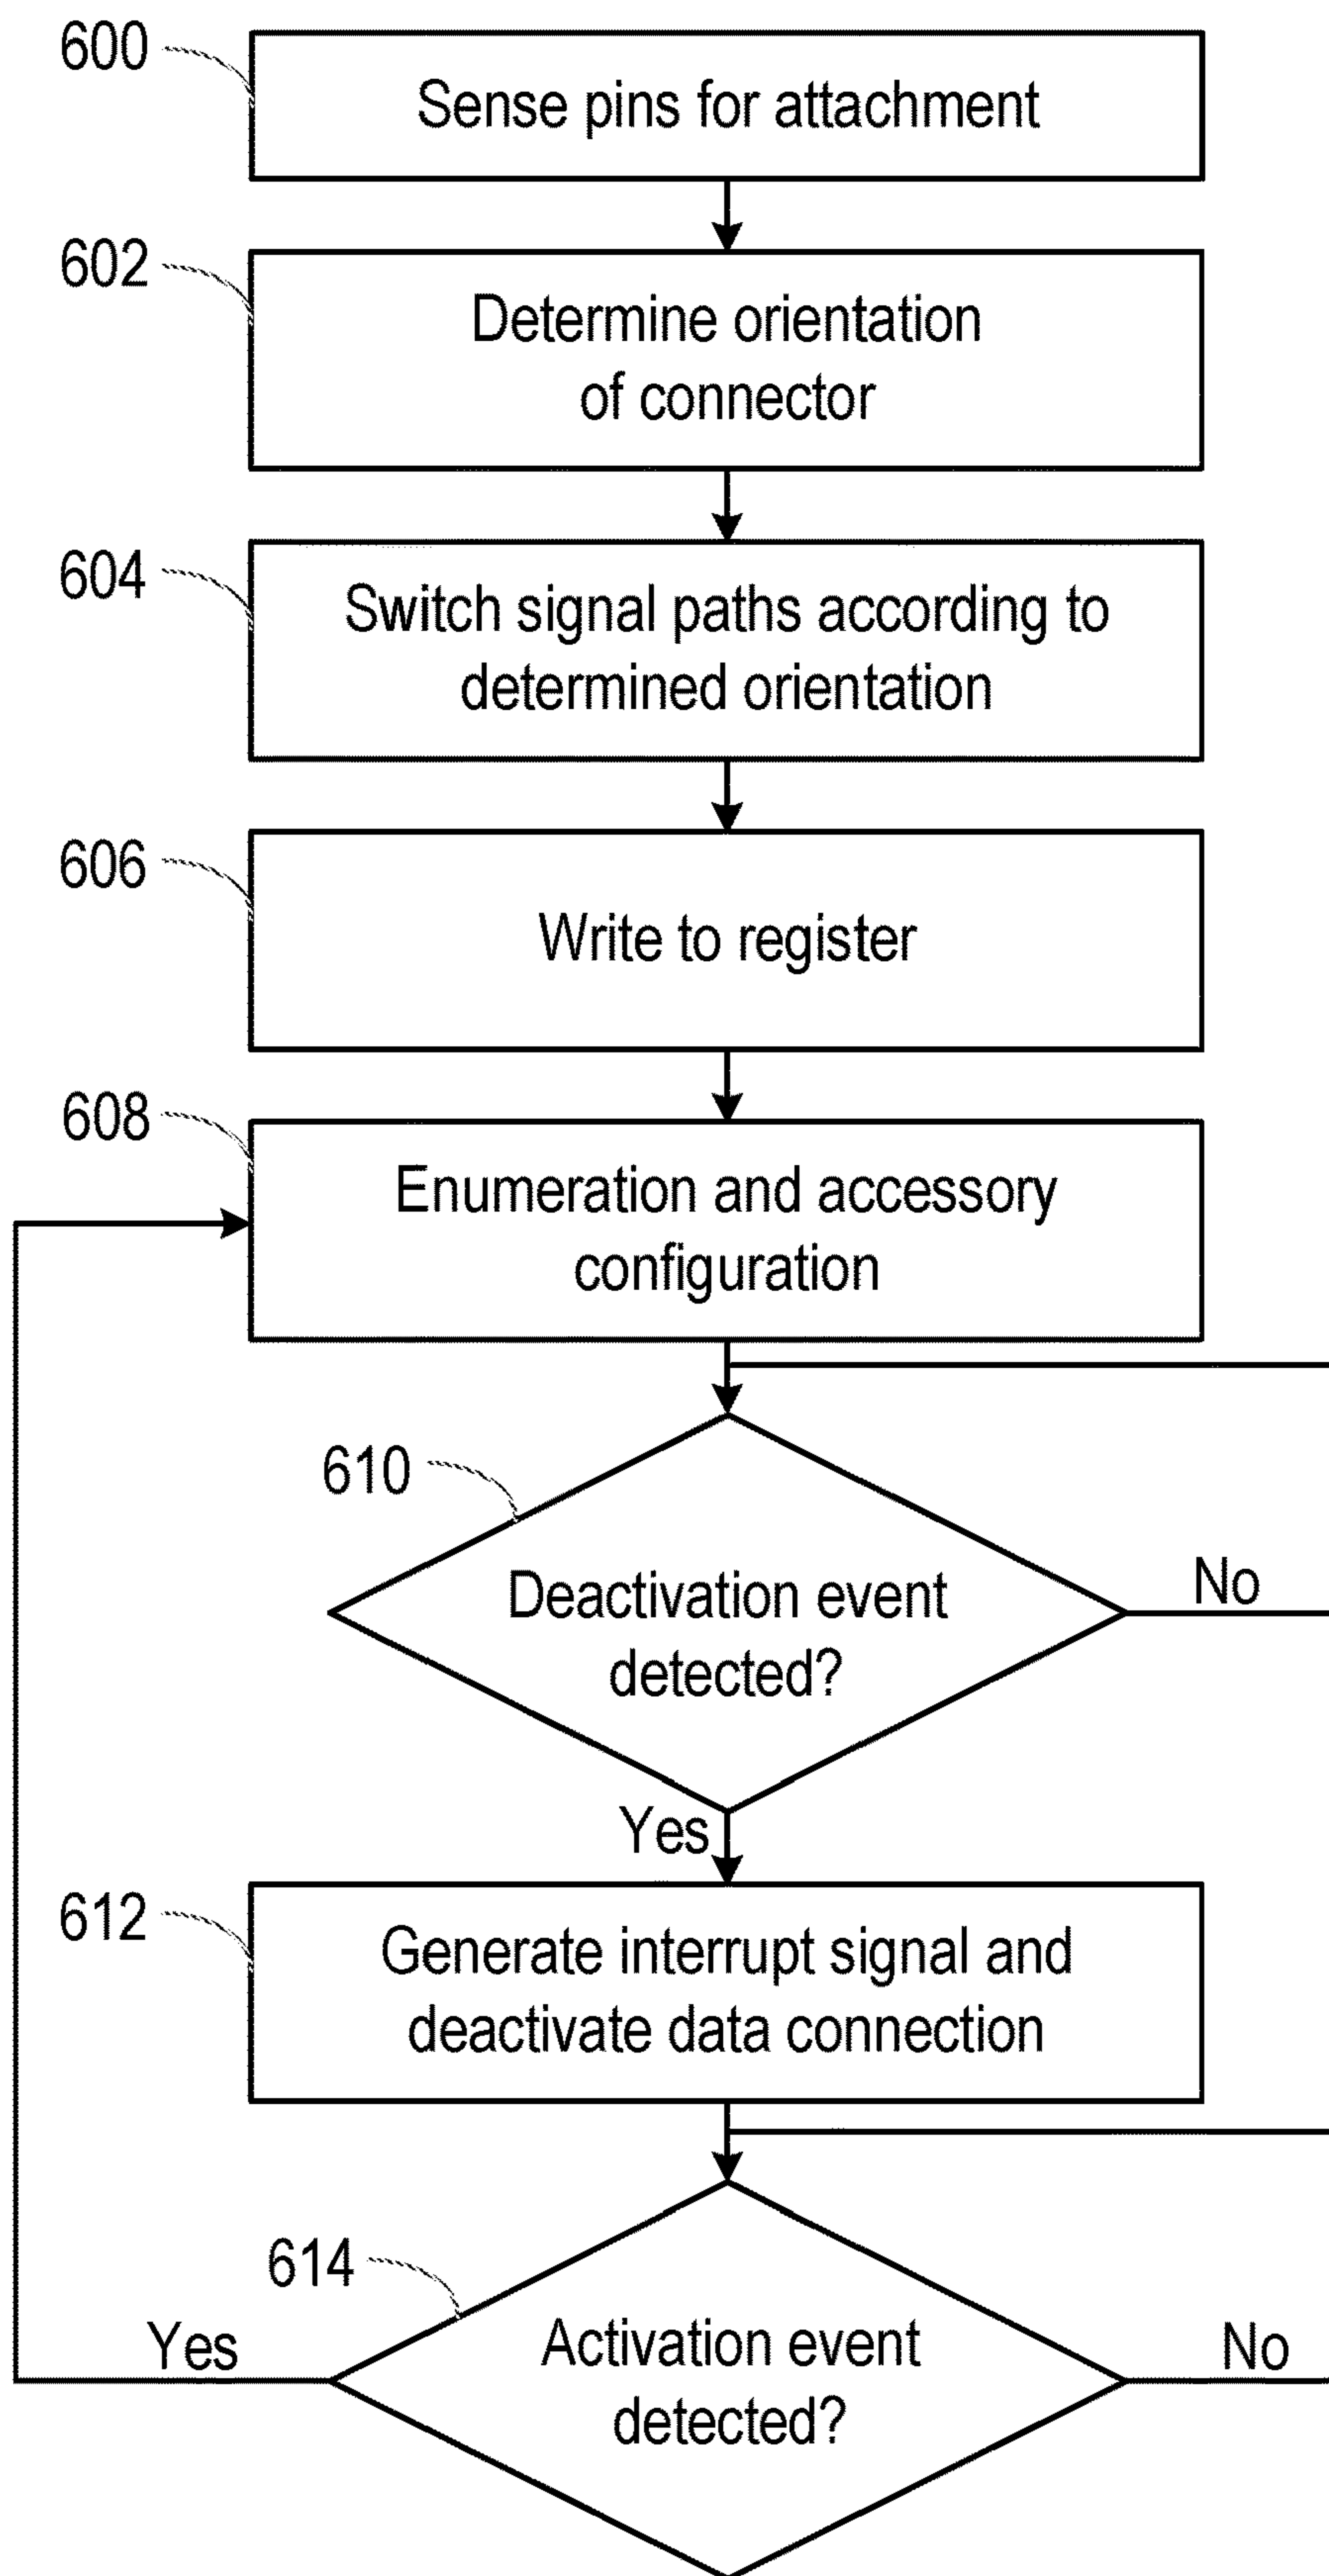 600
Sense pins for attachment
602
Determine orientation
of connector
604
Switch signal paths according to
determined orientation
606
Write to register
608
Enumeration and accessory
configuration
610
Deactivation event
detected?
No
Yes
612
Generate interrupt signal and
deactivate data connection
614
Activation event
detected?
Yes
No